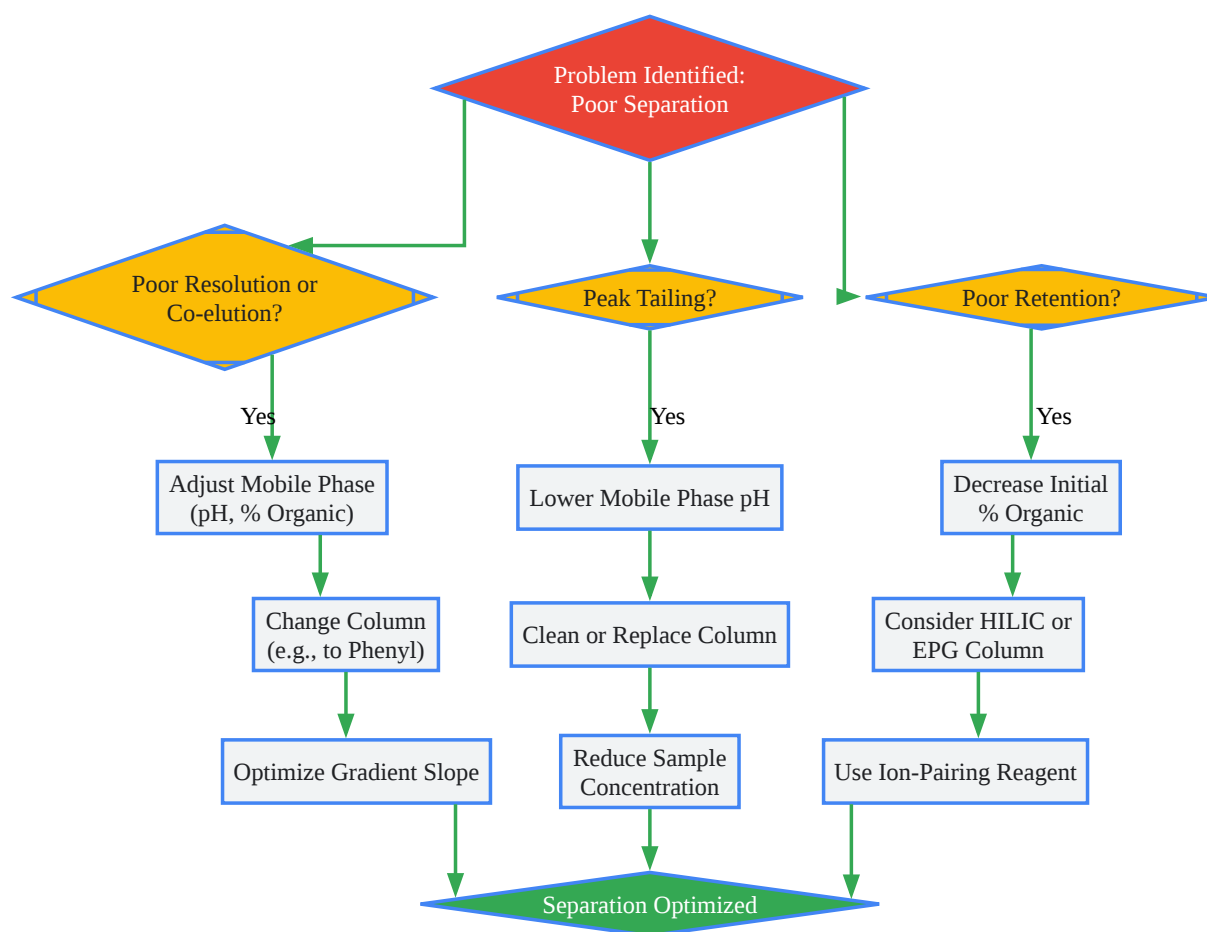 Problem Identified:
Poor Separation
Poor Resolution or
Co-elution?
Peak Tailing?
Poor Retention?
Yes
Yes
Yes
Adjust Mobile Phase
(pH, % Organic)
Lower Mobile Phase pH
Decrease Initial
% Organic
Change Column
(e.g., to Phenyl)
Clean or Replace Column
Consider HILIC or
EPG Column
Optimize Gradient Slope
Reduce Sample
Concentration
Use Ion-Pairing Reagent
Separation Optimized